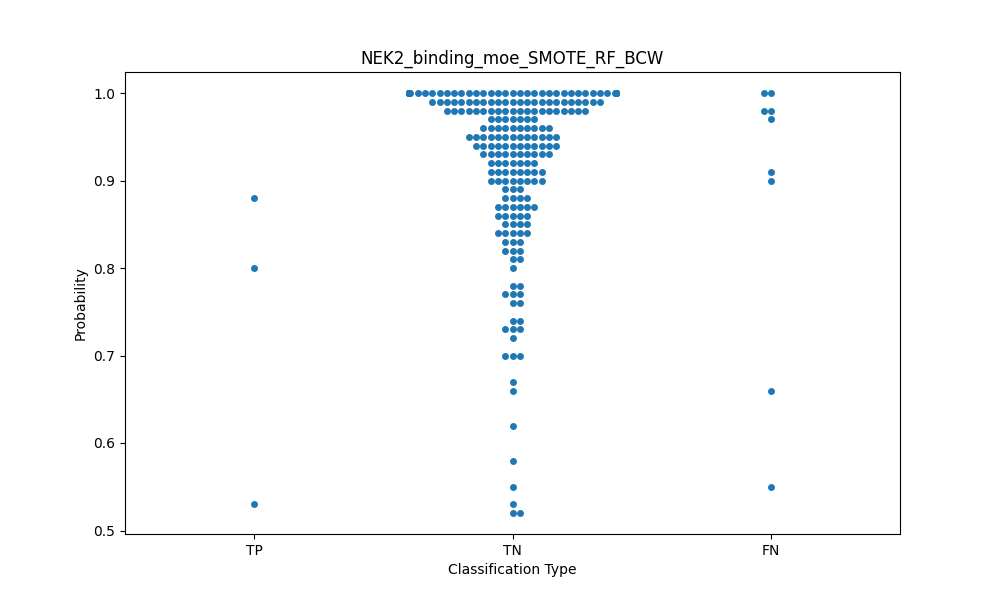 NEK2_binding_moe_SMOTE_RF_BCW
1.0
0.9
0.8
0.7
0.6
0.5
Probability
TP TN FN
Classification Type